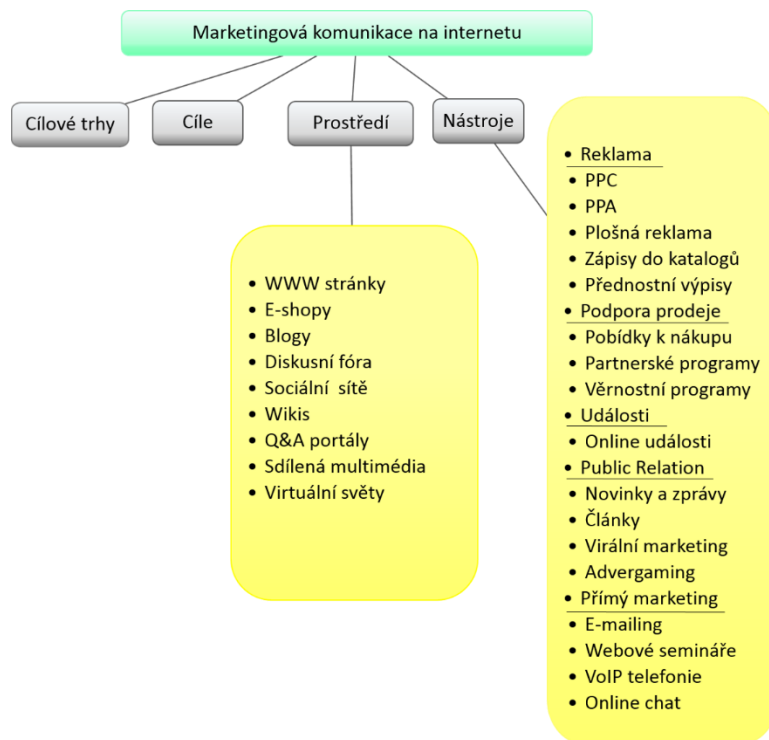 Marketingová komunikace na internetu
Cílové trhy
Cíle
Prostředí
Nástroje
• WWW stránky
• E-shopy
• Blogy
• Diskusní fóra
• Sociální sítě
• Wikis
• Q&A portály
• Sdílená multimédia
• Virtuální světy
• Reklama
• PPC
• PPA
• Plošná reklama
• Zápisy do katalogů
• Přednostní výpisy
• Podpora prodeje
• Pobídky k nákupu
• Partnerské programy
• Věrnostní programy
• Události
• Online události
• Public Relation
• Novinky a zprávy
• Články
• Virální marketing
• Advergaming
• Přímý marketing
• E-mailing
• Webové semináře
• VoIP telefonie
• Online chat